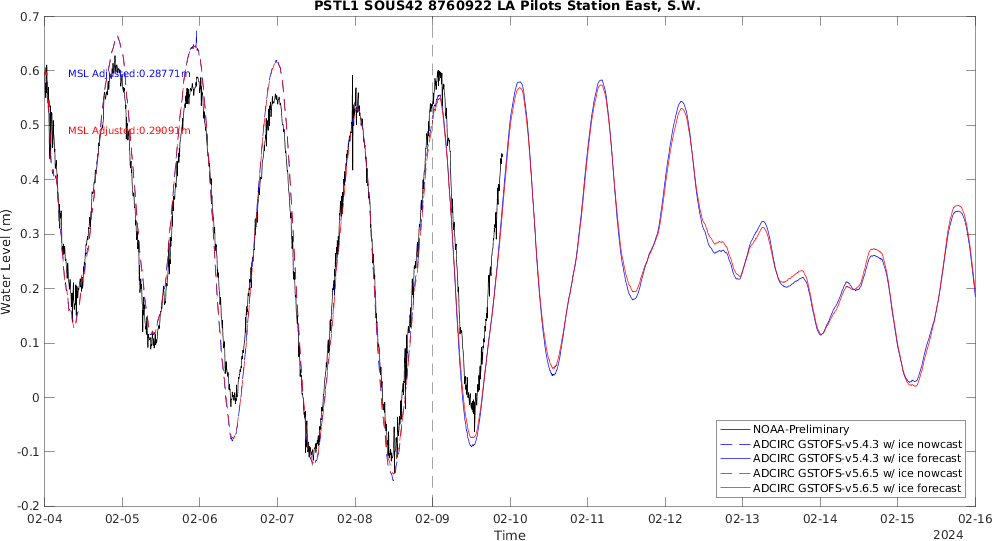 PSTL1 SOUS42 8760922 LA Pilots Station East, S.W.
0.7
0.6
0.5
0.4
0.3
0.2
0.1
0
-0.1
-0.2
Water Level (m)
MSL Adjusted:0.28771m
MSL Adjusted:0.29091m
NOAA-Preliminary
ADCIRC GSTOFS-v5.4.3 w/ ice nowcast
ADCIRC GSTOFS-v5.4.3 w/ ice forecast
ADCIRC GSTOFS-v5.6.5 w/ ice nowcast
ADCIRC GSTOFS-v5.6.5 w/ ice forecast
02-04 02-05 02-06 02-07 02-08 02-09 02-10 02-11 02-12 02-13 02-14 02-15 02-16
Time
2024